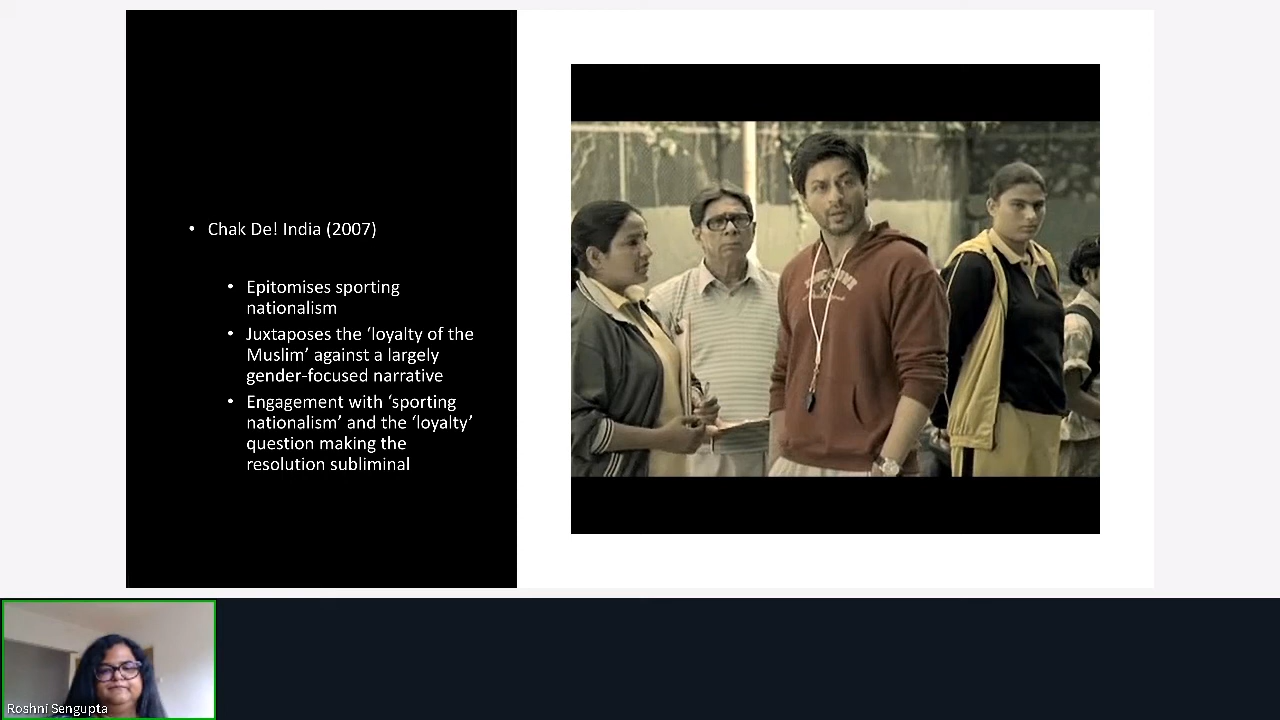 • Chak De! India (2007)
• Epitomises sporting
nationalism
• Juxtaposes the ‘loyalty of the
Muslim’ against a largely
gender-focused narrative
• Engagement with ‘sporting
nationalism’ and the ‘loyalty’
question making the
resolution subliminal
Roshni Sengupta